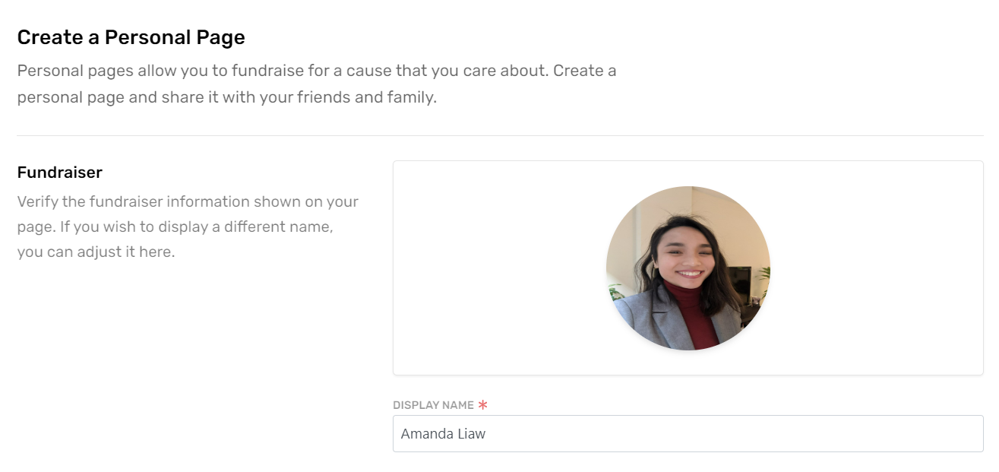 Create a Personal Page
Personal pages allow you to fundraise for a cause that you care about. Create a
personal page and share it with your friends and family.
Fundraiser
Verify the fundraiser information shown on your
page. If you wish to display a different name,
you can adjust it here.
DISPLAY NAME *
Amanda Liaw